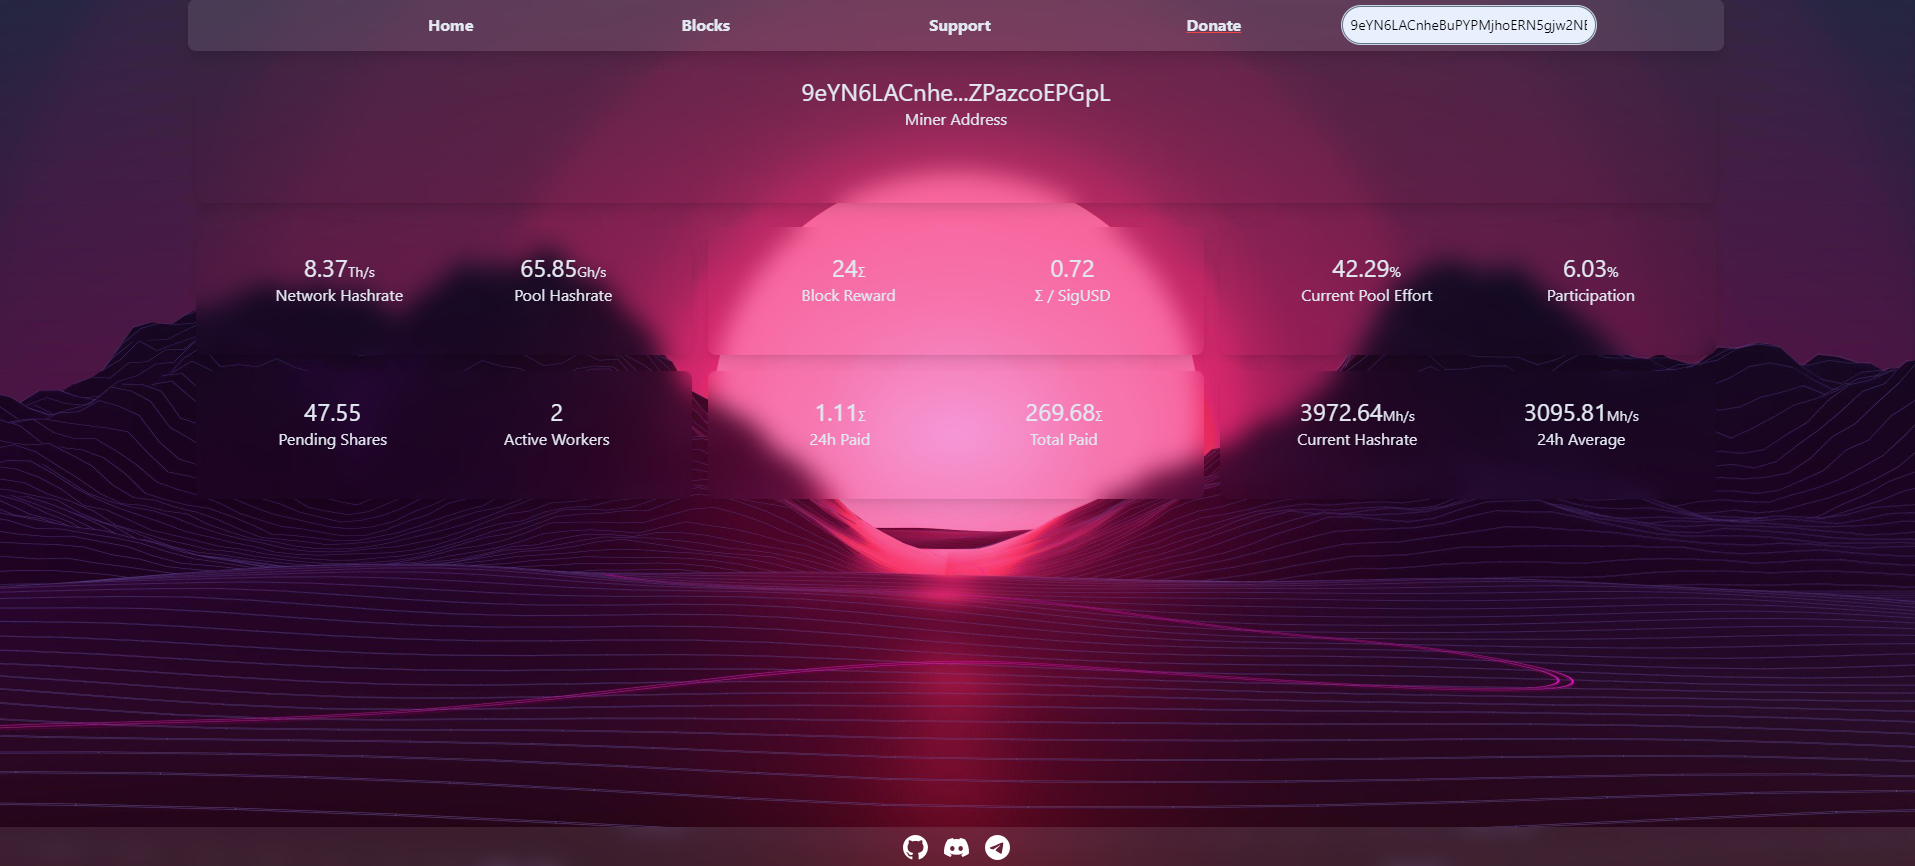 Home Blocks Support Donate 9eYN6LACnheBuPYPMjhoERN5gjw2NE
9eYN6LACnhe...ZPazcoEPGpL
Miner Address
8.37Th/s 65.85Gh/s 24Σ 0.72 42.29% 6.03%
Network Hashrate Pool Hashrate Block Reward Σ / SigUSD Current Pool Effort Participation
47.55 2 1.11Σ 269.68Σ 3972.64Mh/s 3095.81Mh/s
Pending Shares Active Workers 24h Paid Total Paid Current Hashrate 24h Average